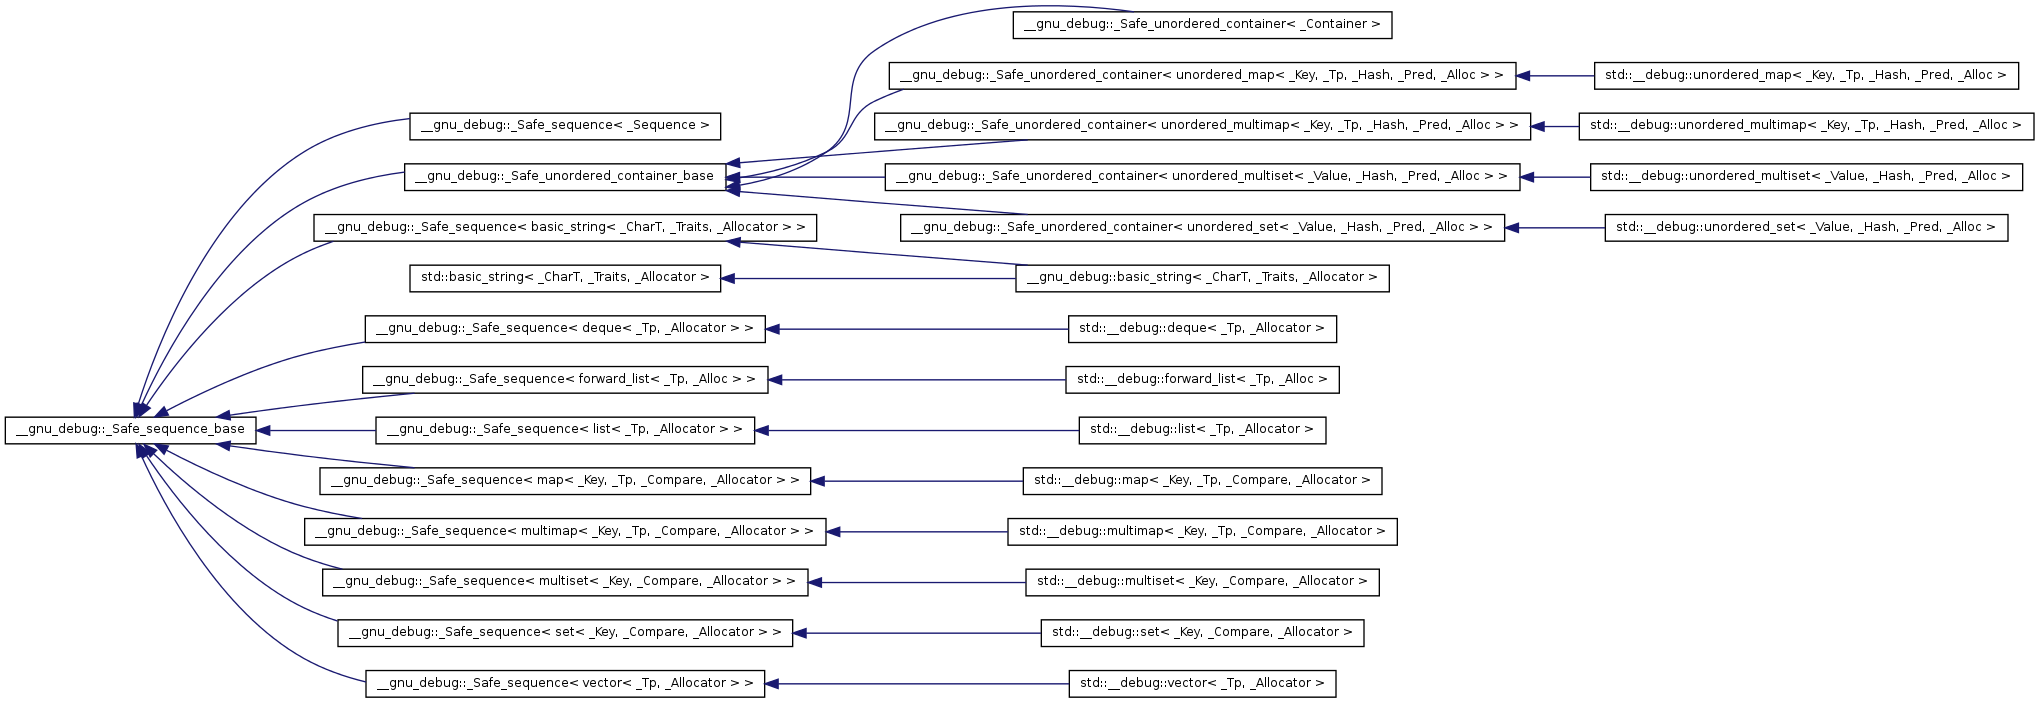 __gnu_debug::_Safe_unordered_container< _Container >
__gnu_debug::_Safe_unordered_container< unordered_map< _Key, _Tp, _Hash, _Pred, _Alloc > >
std::__debug::unordered_map< _Key, _Tp, _Hash, _Pred, _Alloc >
__gnu_debug::_Safe_sequence< _Sequence >
__gnu_debug::_Safe_unordered_container< unordered_multimap< _Key, _Tp, _Hash, _Pred, _Alloc > >
std::__debug::unordered_multimap< _Key, _Tp, _Hash, _Pred, _Alloc >
__gnu_debug::_Safe_unordered_container_base
__gnu_debug::_Safe_unordered_container< unordered_multiset< _Value, _Hash, _Pred, _Alloc > >
std::__debug::unordered_multiset< _Value, _Hash, _Pred, _Alloc >
__gnu_debug::_Safe_sequence< basic_string< _CharT, _Traits, _Allocator > >
__gnu_debug::_Safe_unordered_container< unordered_set< _Value, _Hash, _Pred, _Alloc > >
std::__debug::unordered_set< _Value, _Hash, _Pred, _Alloc >
std::basic_string< _CharT, _Traits, _Allocator >
__gnu_debug::basic_string< _CharT, _Traits, _Allocator >
__gnu_debug::_Safe_sequence< deque< _Tp, _Allocator > >
std::__debug::deque< _Tp, _Allocator >
__gnu_debug::_Safe_sequence< forward_list< _Tp, _Alloc > >
std::__debug::forward_list< _Tp, _Alloc >
__gnu_debug::_Safe_sequence_base
__gnu_debug::_Safe_sequence< list< _Tp, _Allocator > >
std::__debug::list< _Tp, _Allocator >
__gnu_debug::_Safe_sequence< map< _Key, _Tp, _Compare, _Allocator > >
std::__debug::map< _Key, _Tp, _Compare, _Allocator >
__gnu_debug::_Safe_sequence< multimap< _Key, _Tp, _Compare, _Allocator > >
std::__debug::multimap< _Key, _Tp, _Compare, _Allocator >
__gnu_debug::_Safe_sequence< multiset< _Key, _Compare, _Allocator > >
std::__debug::multiset< _Key, _Compare, _Allocator >
__gnu_debug::_Safe_sequence< set< _Key, _Compare, _Allocator > >
std::__debug::set< _Key, _Compare, _Allocator >
__gnu_debug::_Safe_sequence< vector< _Tp, _Allocator > >
std::__debug::vector< _Tp, _Allocator >